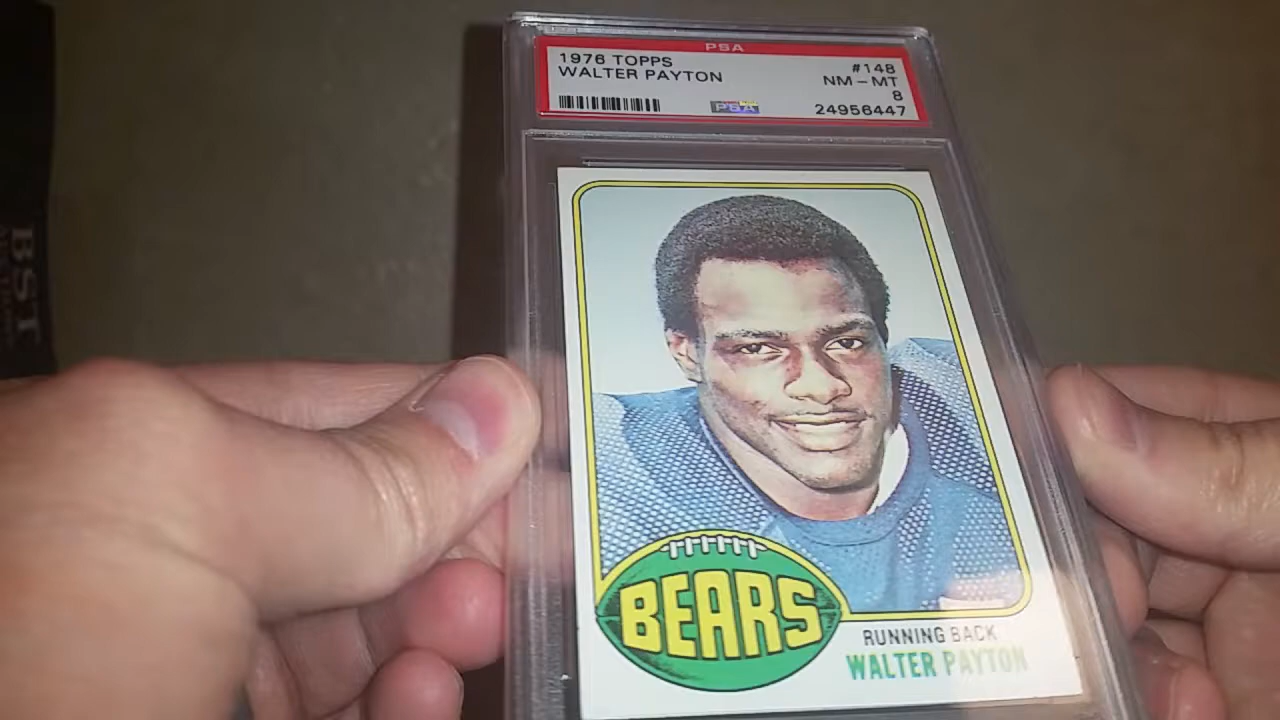 PSA
1976 TOPPS
WALTER PAYTON
#148
NM-MT
8
PSA
24956447
BEARS
RUNNING BACK
WALTER PAYTON